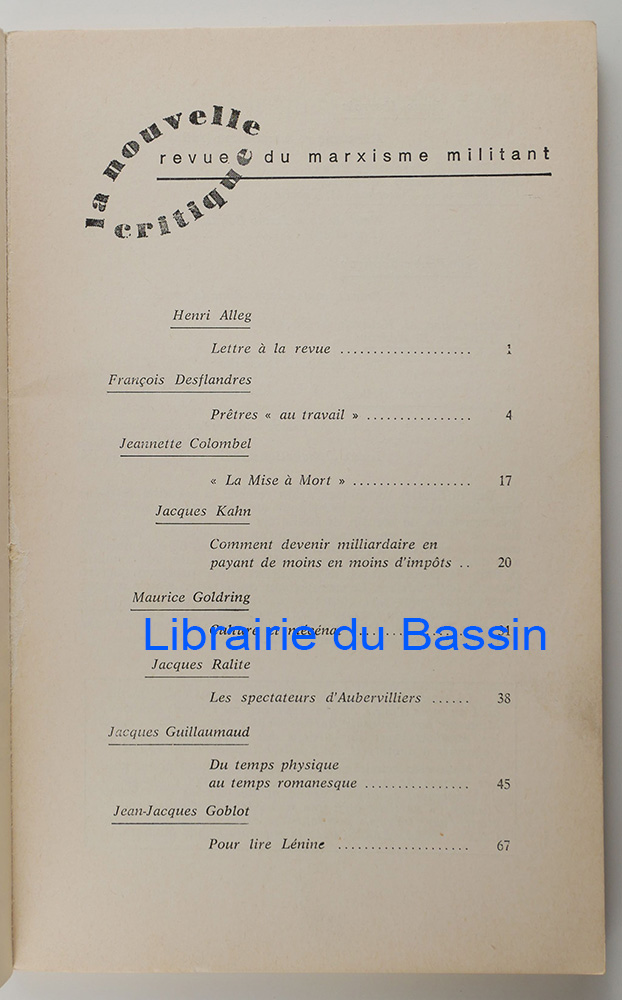 la nouvelle
critique
revue du marxisme militant
Henri Alleg
Lettre à la revue .................... 1
François Desflandres
Prêtres « au travail » ................ 4
Jeannette Colombel
« La Mise à Mort » .................. 17
Jacques Kahn
Comment devenir milliardaire en
payant de moins en moins d'impôts .. 20
Maurice Goldring
Culture et
Librairie du Bassin
Jacques Ralite
Les spectateurs d'Aubervilliers ...... 38
Jacques Guillaumaud
Du temps physique
au temps romanesque ................ 45
Jean-Jacques Goblot
Pour lire Lénine .................... 67